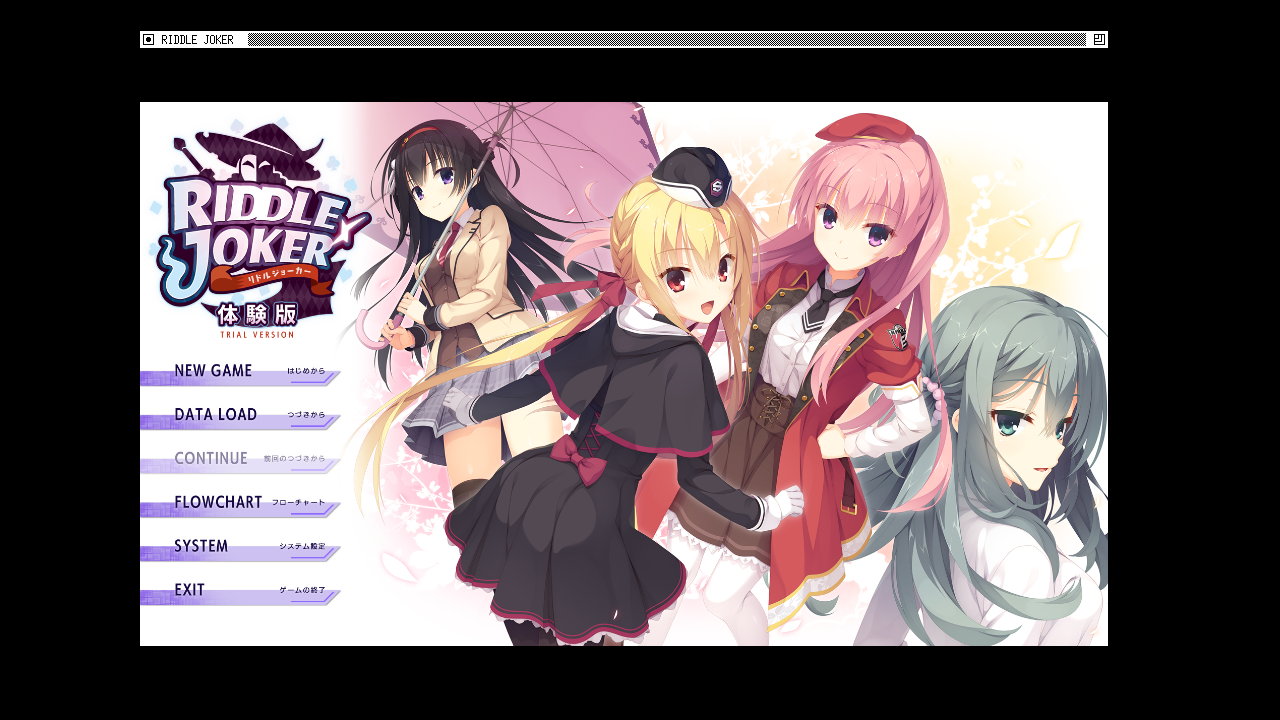 RIDDLE JOKER
RIDDLE
JOKER
リドルジョーカー
体験版
TRIAL VERSION
NEW GAME はじめから
DATA LOAD つづきから
CONTINUE 前回のつづきから
FLOWCHART フローチャート
SYSTEM システム設定
EXIT ゲームの終了
S